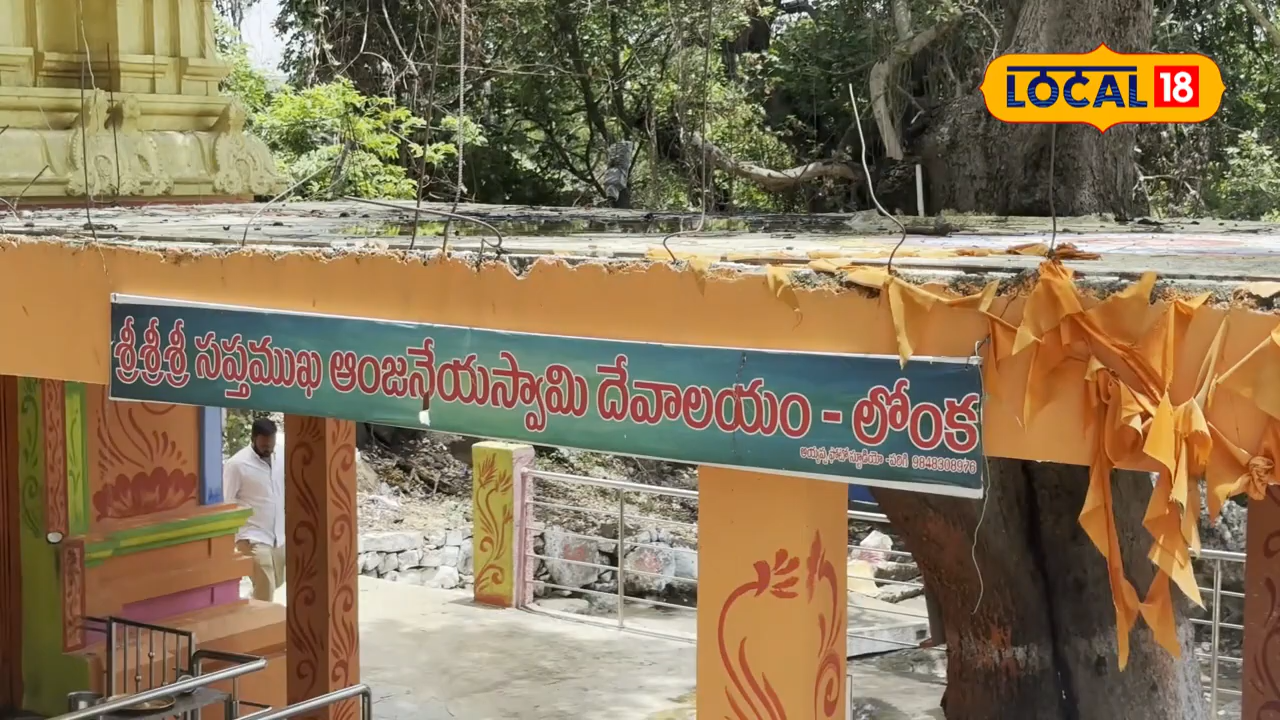 LOCAL 18
శ్రీశ్రీశ్రీ సప్తముఖ ఆంజనేయస్వామి దేవాలయం - లోంక